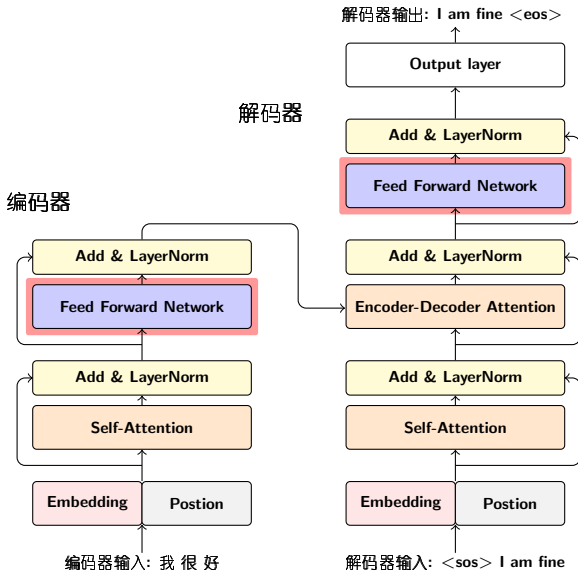 解码器输出: I am fine <eos>
Output layer
解码器
Add & LayerNorm
Feed Forward Network
编码器
Add & LayerNorm
Add & LayerNorm
Feed Forward Network
Encoder-Decoder Attention
Add & LayerNorm
Add & LayerNorm
Self-Attention
Self-Attention
Embedding
Postion
Embedding
Postion
编码器输入: 我 很 好
解码器输入: <sos> I am fine